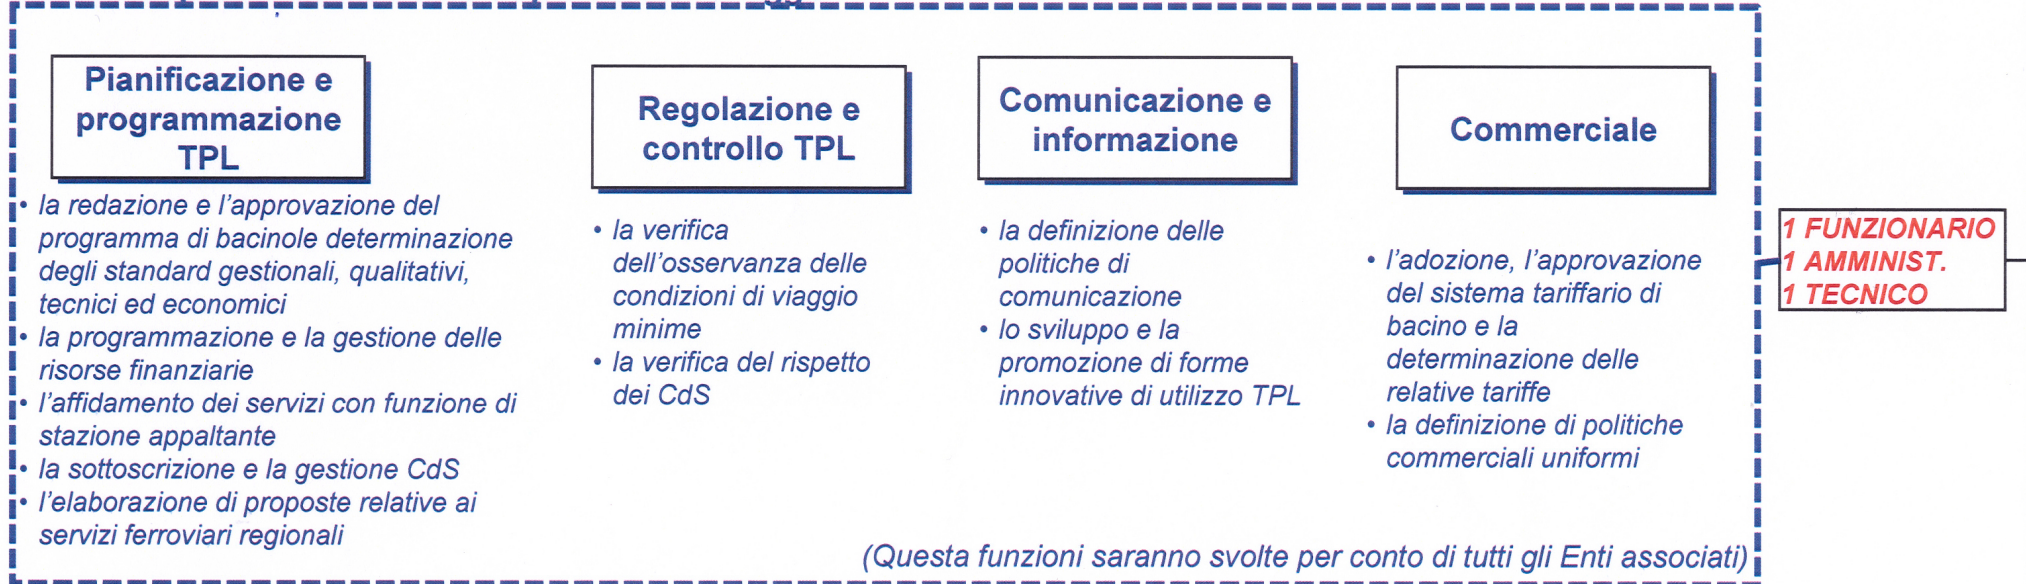 Pianificazione e
programmazione
TPL
• la redazione e l'approvazione del
programma di bacinole determinazione
degli standard gestionali, qualitativi,
tecnici ed economici
• la programmazione e la gestione delle
risorse finanziarie
• l'affidamento dei servizi con funzione di
stazione appaltante
• la sottoscrizione e la gestione CdS
• l'elaborazione di proposte relative ai
servizi ferroviari regionali
Regolazione e
controllo TPL
• la verifica
dell'osservanza delle
condizioni di viaggio
minime
• la verifica del rispetto
dei CdS
Comunicazione e
informazione
• la definizione delle
politiche di
comunicazione
• lo sviluppo e la
promozione di forme
innovative di utilizzo TPL
Commerciale
• l'adozione, l'approvazione
del sistema tariffario di
bacino e la
determinazione delle
relative tariffe
• la definizione di politiche
commerciali uniformi
(Questa funzioni saranno svolte per conto di tutti gli Enti associati)
1 FUNZIONARIO
1 AMMINIST.
1 TECNICO